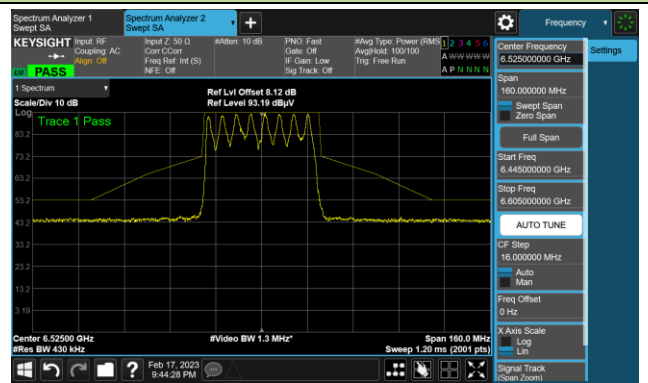 Spectrum Analyzer 1
Swept SA
Spectrum Analyzer 2
Swept SA
Frequency
KEYSIGHT
Input: RF
Coupling: AC
Align: Off
Input Z: 50 Ω
Corr CCorr
Freq Ref: Int (S)
NFE: Off
#Atten: 10 dB
PNO: Fast
Gate: Off
IF Gain: Low
Sig Track: Off
#Avg Type: Power (RMS
Avg|Hold: 100/100
Trig: Free Run
1 2 3 4 5 6
A W W W W W
A P N N N N
PASS
1 Spectrum
Scale/Div 10 dB
Ref Lvl Offset 8.12 dB
Ref Level 93.19 dBµV
Log
Trace 1 Pass
83.2
73.2
63.2
53.2
43.2
33.2
23.2
13.2
3.19
Center 6.52500 GHz
#Res BW 430 kHz
#Video BW 1.3 MHz*
Span 160.0 MHz
Sweep 1.20 ms (2001 pts)
Feb 17, 2023
9:44:28 PM
Center Frequency
6.525000000 GHz
Span
160.000000 MHz
Swept Span
Zero Span
Full Span
Start Freq
6.445000000 GHz
Stop Freq
6.605000000 GHz
AUTO TUNE
CF Step
16.000000 MHz
Auto
Man
Freq Offset
0 Hz
X Axis Scale
Log
Lin
Signal Track
(Span Zoom)
Settings